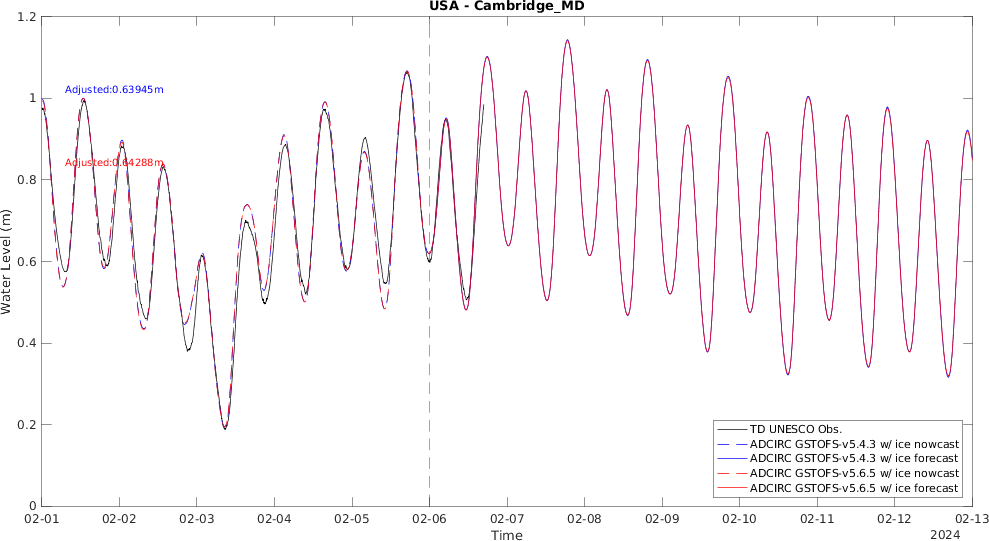 USA - Cambridge_MD
1.2
1
0.8
0.6
0.4
0.2
0
Water Level (m)
Adjusted:0.63945m
Adjusted:0.64288m
TD UNESCO Obs.
ADCIRC GSTOFS-v5.4.3 w/ ice nowcast
ADCIRC GSTOFS-v5.4.3 w/ ice forecast
ADCIRC GSTOFS-v5.6.5 w/ ice nowcast
ADCIRC GSTOFS-v5.6.5 w/ ice forecast
02-01 02-02 02-03 02-04 02-05 02-06 02-07 02-08 02-09 02-10 02-11 02-12 02-13
Time
2024